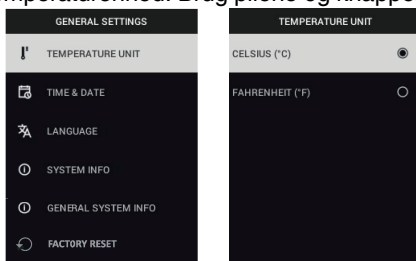 GENERAL SETTINGS
TEMPERATURE UNIT
TIME & DATE
LANGUAGE
SYSTEM INFO
GENERAL SYSTEM INFO
FACTORY RESET
TEMPERATURE UNIT
CELSIUS (°C)
FAHRENHEIT (°F)